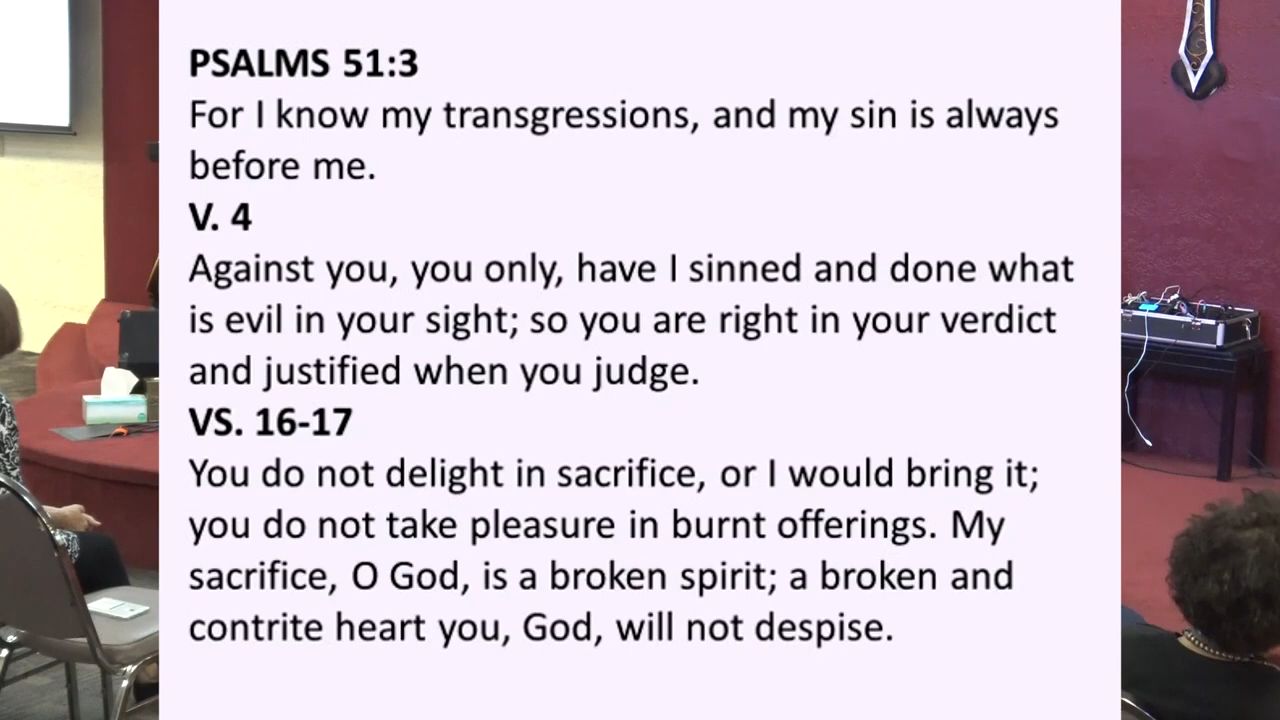 PSALMS 51:3
For I know my transgressions, and my sin is always
before me.
V. 4
Against you, you only, have I sinned and done what
is evil in your sight; so you are right in your verdict
and justified when you judge.
VS. 16-17
You do not delight in sacrifice, or I would bring it;
you do not take pleasure in burnt offerings. My
sacrifice, O God, is a broken spirit; a broken and
contrite heart you, God, will not despise.